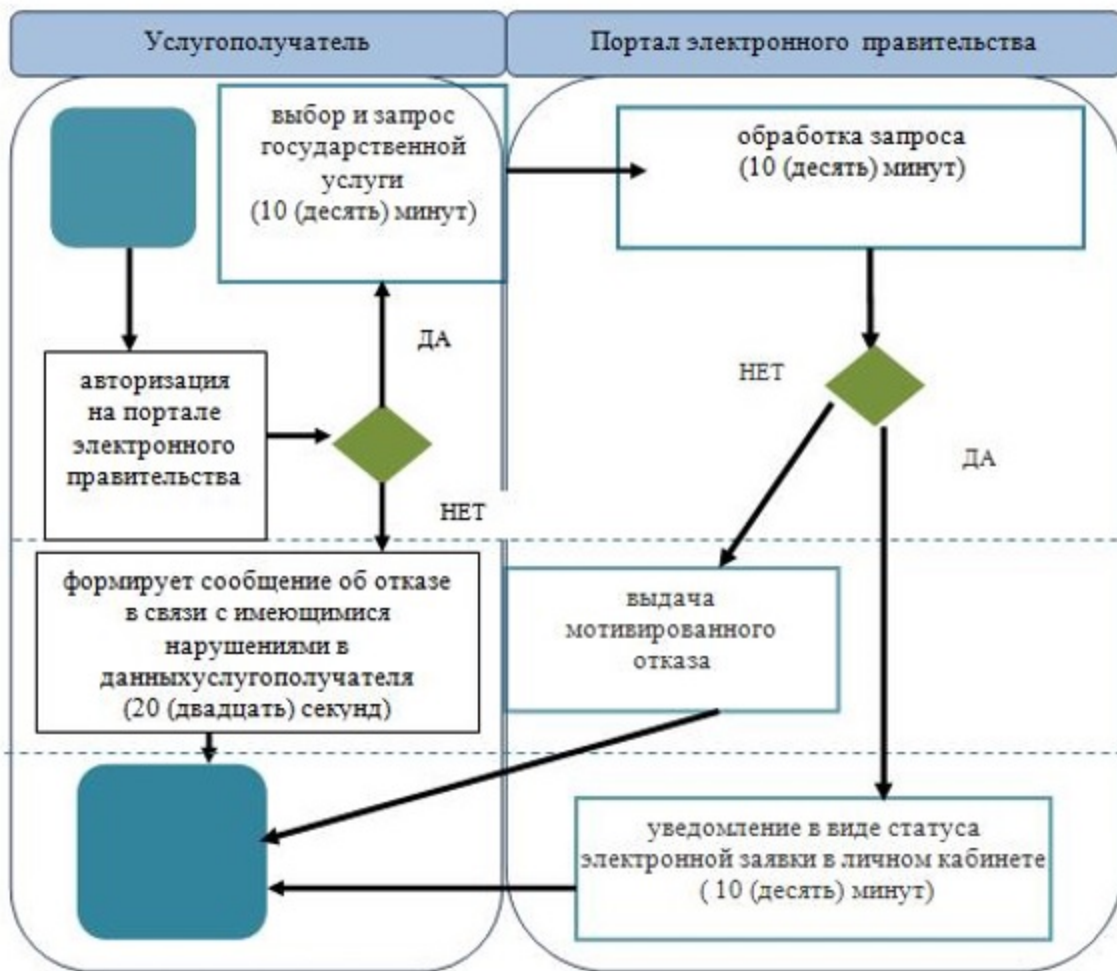 Услугополучатель
Портал электронного правительства
выбор и запрос
государственной
услуги
(10 (десять) минут)
обработка запроса
(10 (десять) минут)
ДА
НЕТ
авторизация
на портале
электронного
правительства
ДА
НЕТ
формирует сообщение об отказе
в связи с имеющимися
нарушениями в
данныхуслугополучателя
(20 (двадцать) секунд)
выдача
мотивированного
отказа
уведомление в виде статуса
электронной заявки в личном кабинете
( 10 (десять) минут)